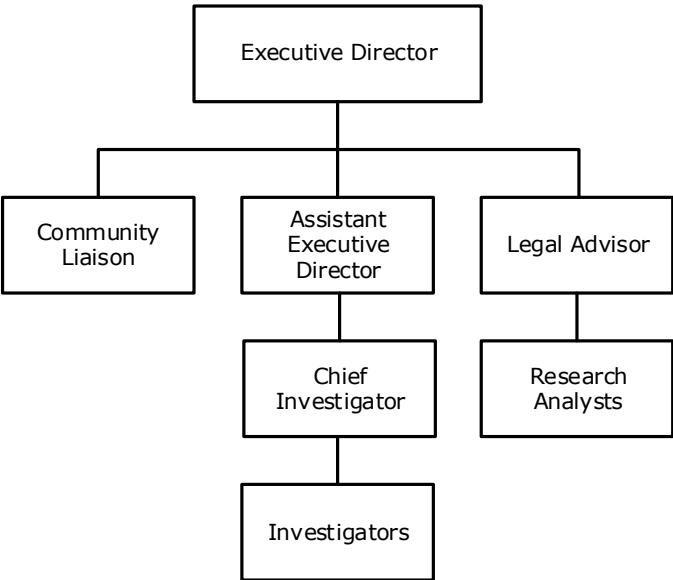 Executive Director
Community
Liaison
Assistant
Executive
Director
Legal Advisor
Chief
Investigator
Research
Analysts
Investigators